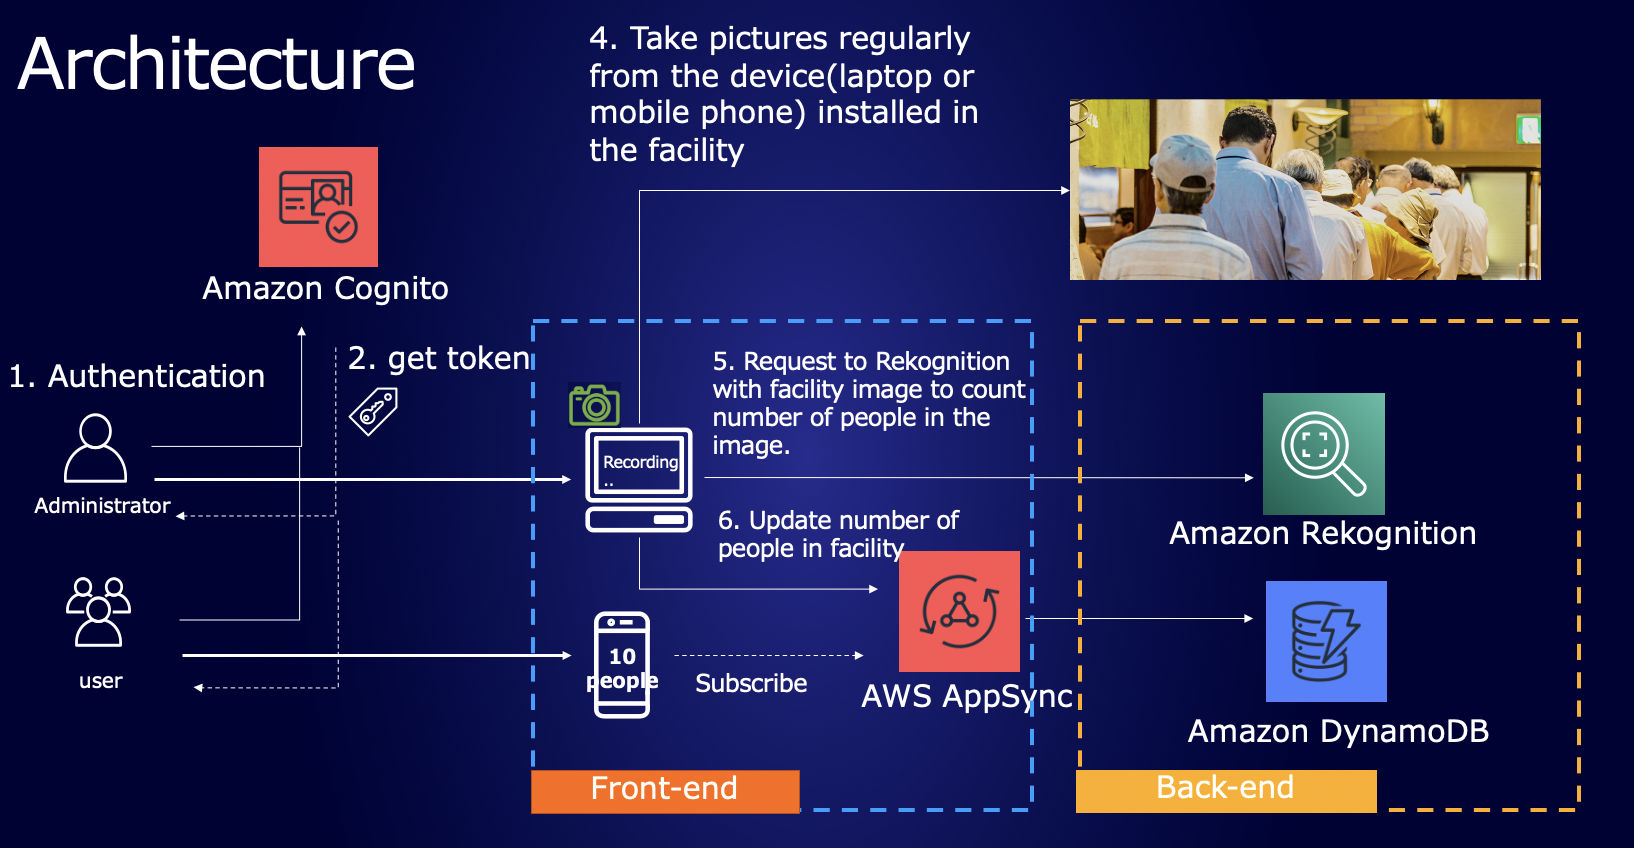 Architecture
4. Take pictures regularly
from the device(laptop or
mobile phone) installed in
the facility
Amazon Cognito
1. Authentication
2. get token
Administrator
user
Recording
..
5. Request to Rekognition
with facility image to count
number of people in the
image.
6. Update number of
people in facility
10
people
Subscribe
AWS AppSync
Amazon Rekognition
Amazon DynamoDB
Front-end
Back-end